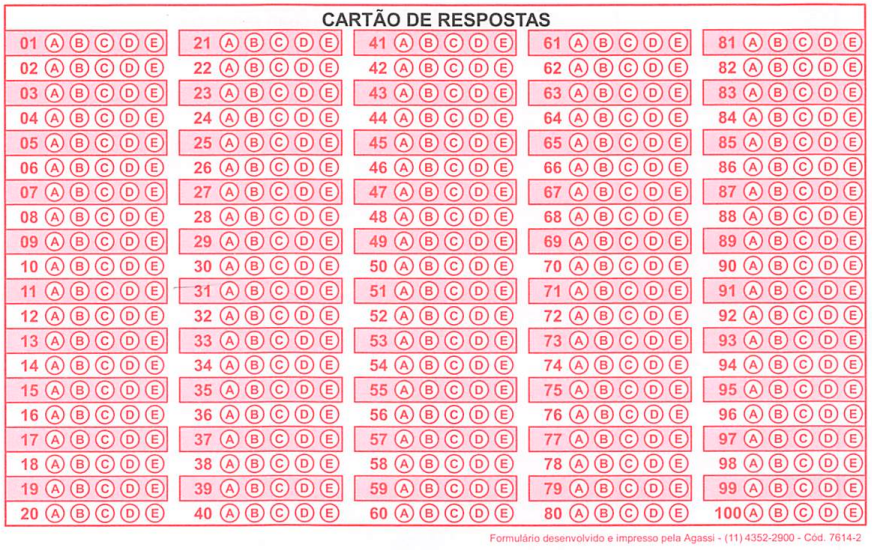 CARTÃO DE RESPOSTAS
01 A B C D E 21 A B C D E 41 A B C D E 61 A B C D E 81 A B C D E
02 A B C D E 22 A B C D E 42 A B C D E 62 A B C D E 82 A B C D E
03 A B C D E 23 A B C D E 43 A B C D E 63 A B C D E 83 A B C D E
04 A B C D E 24 A B C D E 44 A B C D E 64 A B C D E 84 A B C D E
05 A B C D E 25 A B C D E 45 A B C D E 65 A B C D E 85 A B C D E
06 A B C D E 26 A B C D E 46 A B C D E 66 A B C D E 86 A B C D E
07 A B C D E 27 A B C D E 47 A B C D E 67 A B C D E 87 A B C D E
08 A B C D E 28 A B C D E 48 A B C D E 68 A B C D E 88 A B C D E
09 A B C D E 29 A B C D E 49 A B C D E 69 A B C D E 89 A B C D E
10 A B C D E 30 A B C D E 50 A B C D E 70 A B C D E 90 A B C D E
11 A B C D E 31 A B C D E 51 A B C D E 71 A B C D E 91 A B C D E
12 A B C D E 32 A B C D E 52 A B C D E 72 A B C D E 92 A B C D E
13 A B C D E 33 A B C D E 53 A B C D E 73 A B C D E 93 A B C D E
14 A B C D E 34 A B C D E 54 A B C D E 74 A B C D E 94 A B C D E
15 A B C D E 35 A B C D E 55 A B C D E 75 A B C D E 95 A B C D E
16 A B C D E 36 A B C D E 56 A B C D E 76 A B C D E 96 A B C D E
17 A B C D E 37 A B C D E 57 A B C D E 77 A B C D E 97 A B C D E
18 A B C D E 38 A B C D E 58 A B C D E 78 A B C D E 98 A B C D E
19 A B C D E 39 A B C D E 59 A B C D E 79 A B C D E 99 A B C D E
20 A B C D E 40 A B C D E 60 A B C D E 80 A B C D E 100 A B C D E
Formulário desenvolvido e impresso pela Agassi - (11) 4352-2900 - Cód. 7614-2